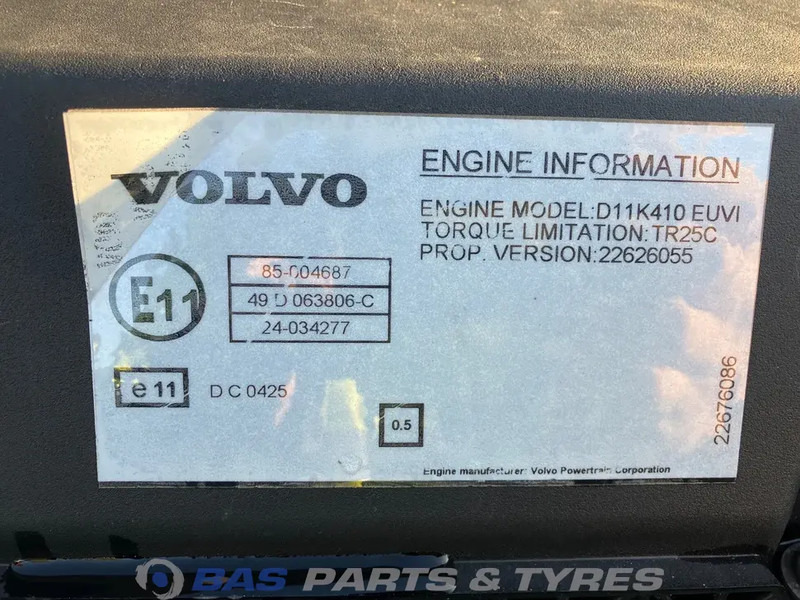 VOLVO
ENGINE INFORMATION
ENGINE MODEL:D11K410 EUVI
TORQUE LIMITATION:TR25C
PROP. VERSION:22626055
E11
85-004687
49 D 063806-C
24-034277
e 11 D C 0425
0.5
22676086
Engine manufacturer: Volvo Powertrain Corporation
BAS PARTS & TYRES